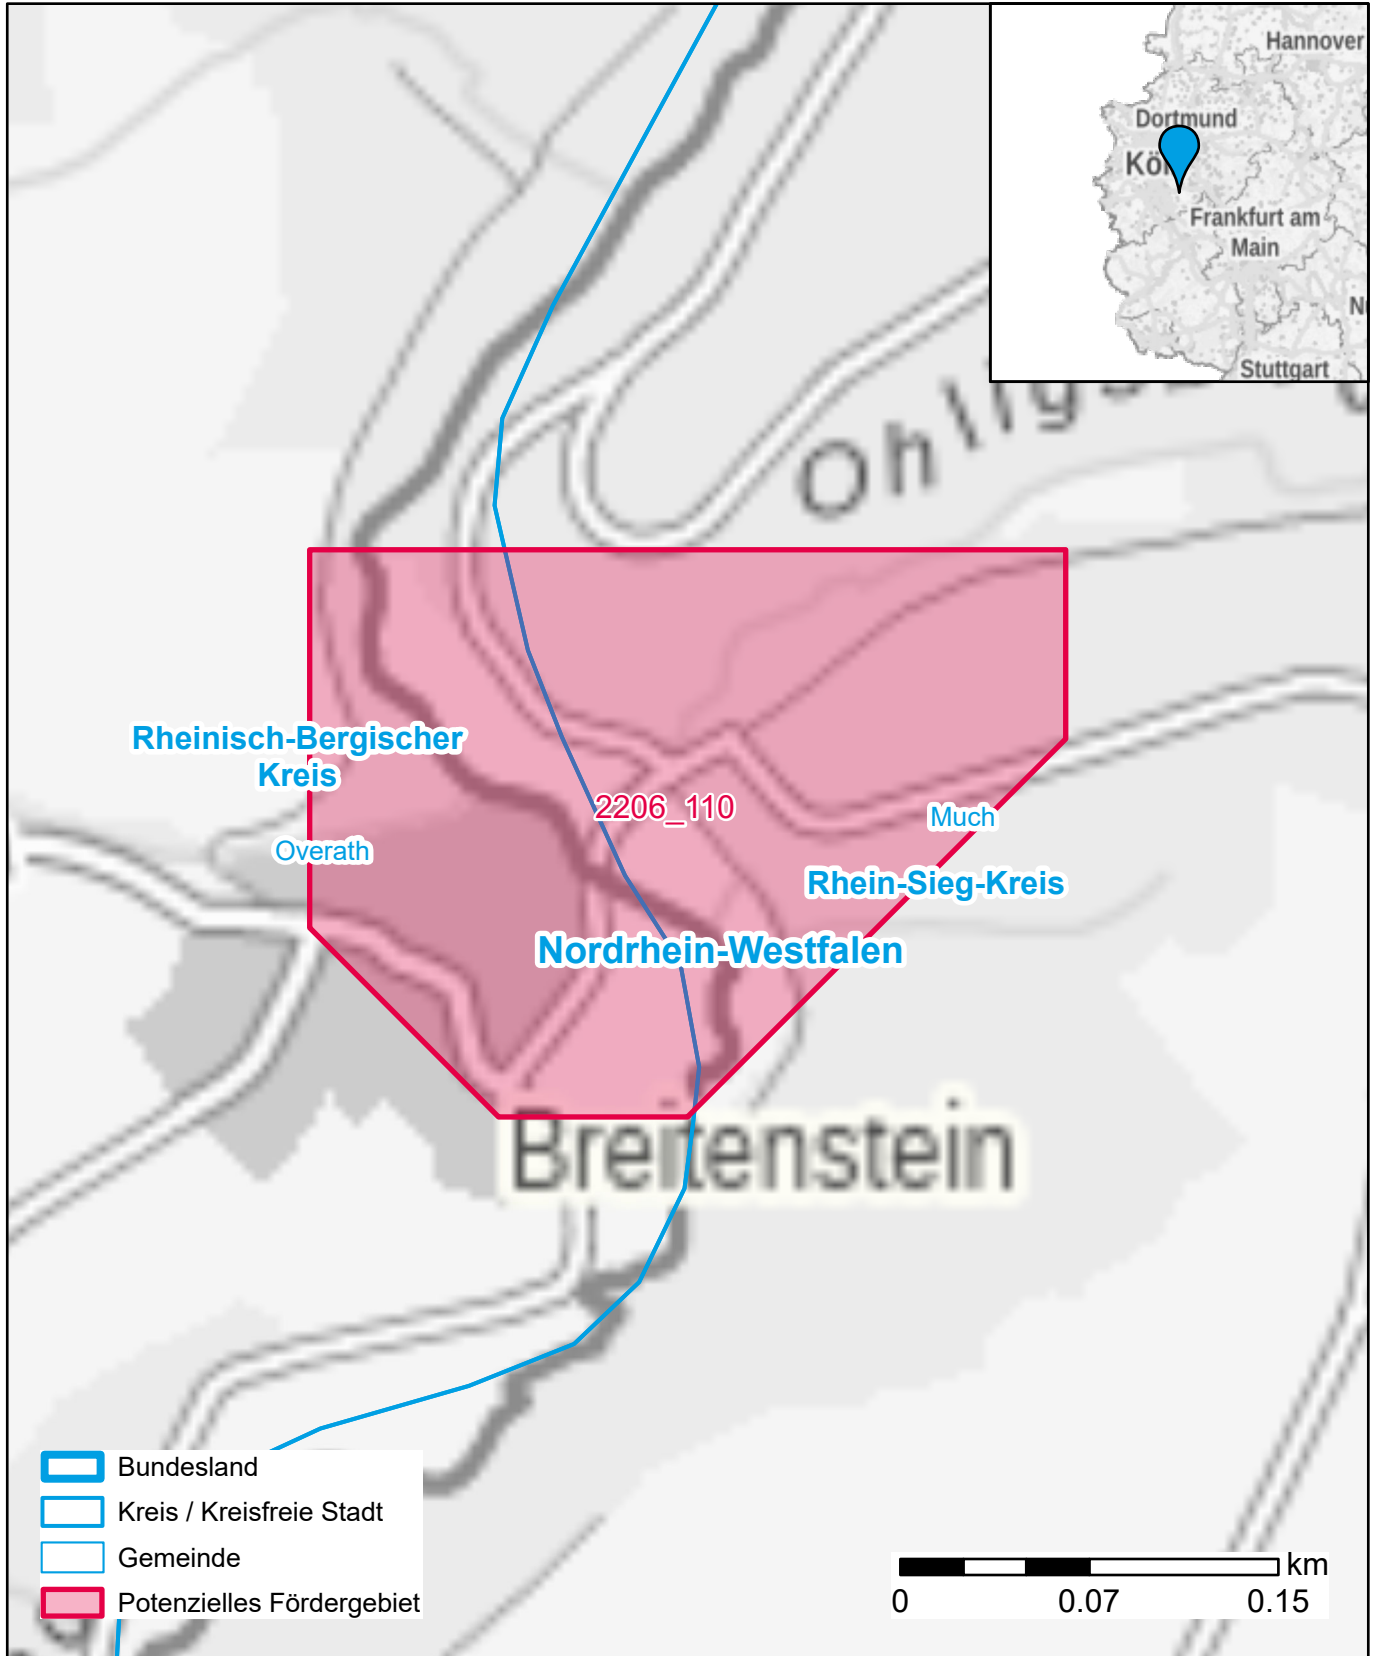 Hannover
Dortmund
Frankfurt am
Main
Stuttgart
Rheinisch-Bergischer
Kreis
2206_110
Much
Overath
Rhein-Sieg-Kreis
Nordrhein-Westfalen
Breitenstein
Bundesland
Kreis / Kreisfreie Stadt
Gemeinde
Potenzielles Fördergebiet
km
0 0.07 0.15